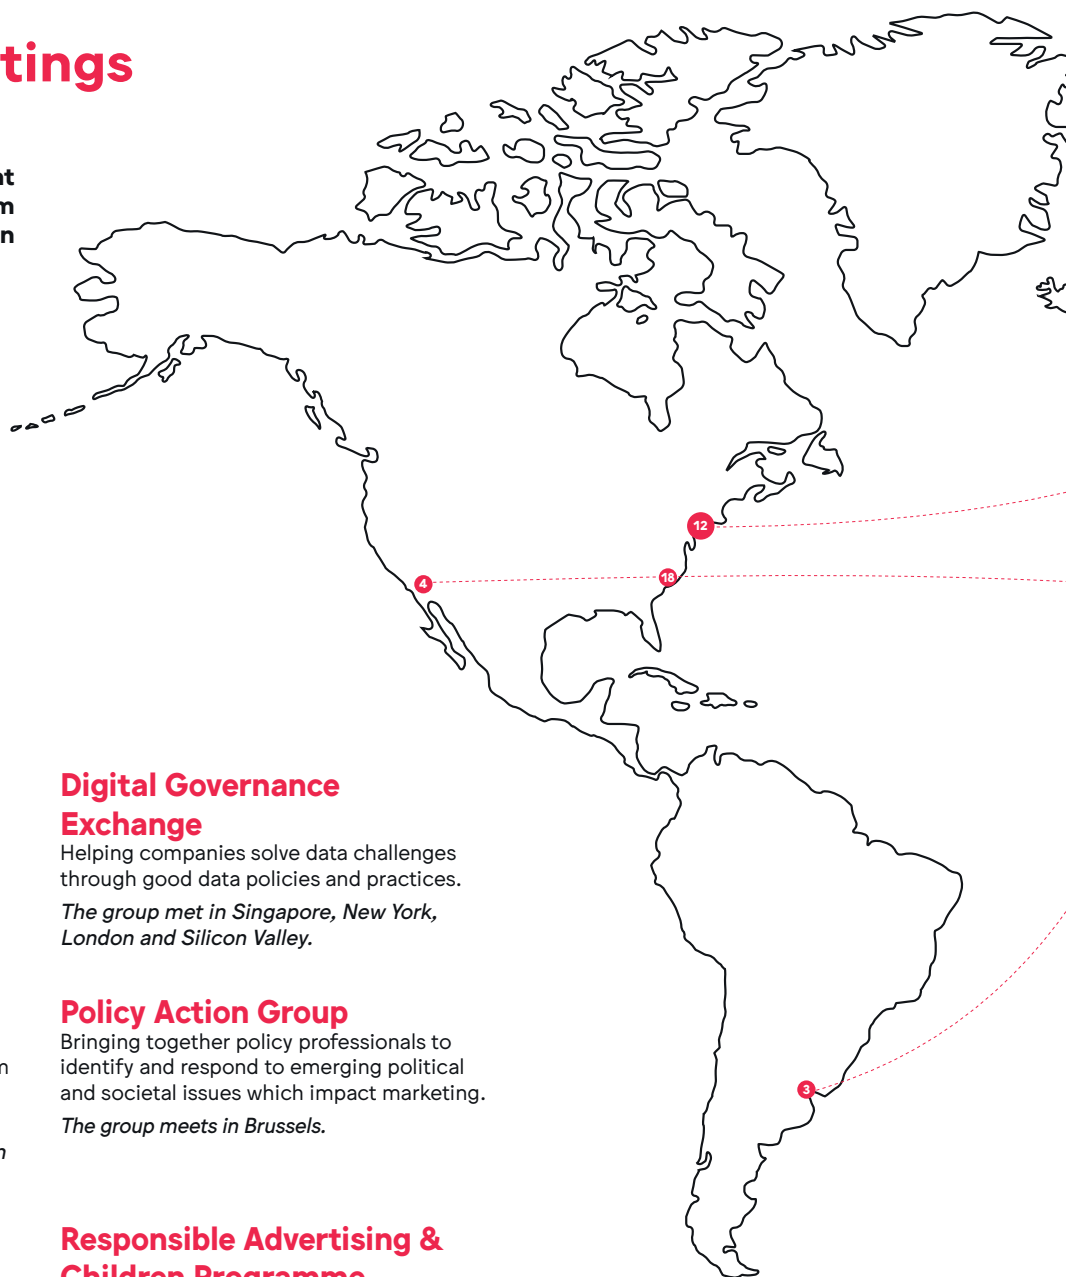 tings
nt
m
n
12
4
18
Digital Governance
Exchange
Helping companies solve data challenges
through good data policies and practices.
The group met in Singapore, New York,
London and Silicon Valley.
Policy Action Group
Bringing together policy professionals to
identify and respond to emerging political
and societal issues which impact marketing.
The group meets in Brussels.
m
n
3
Responsible Advertising &
Children Programme